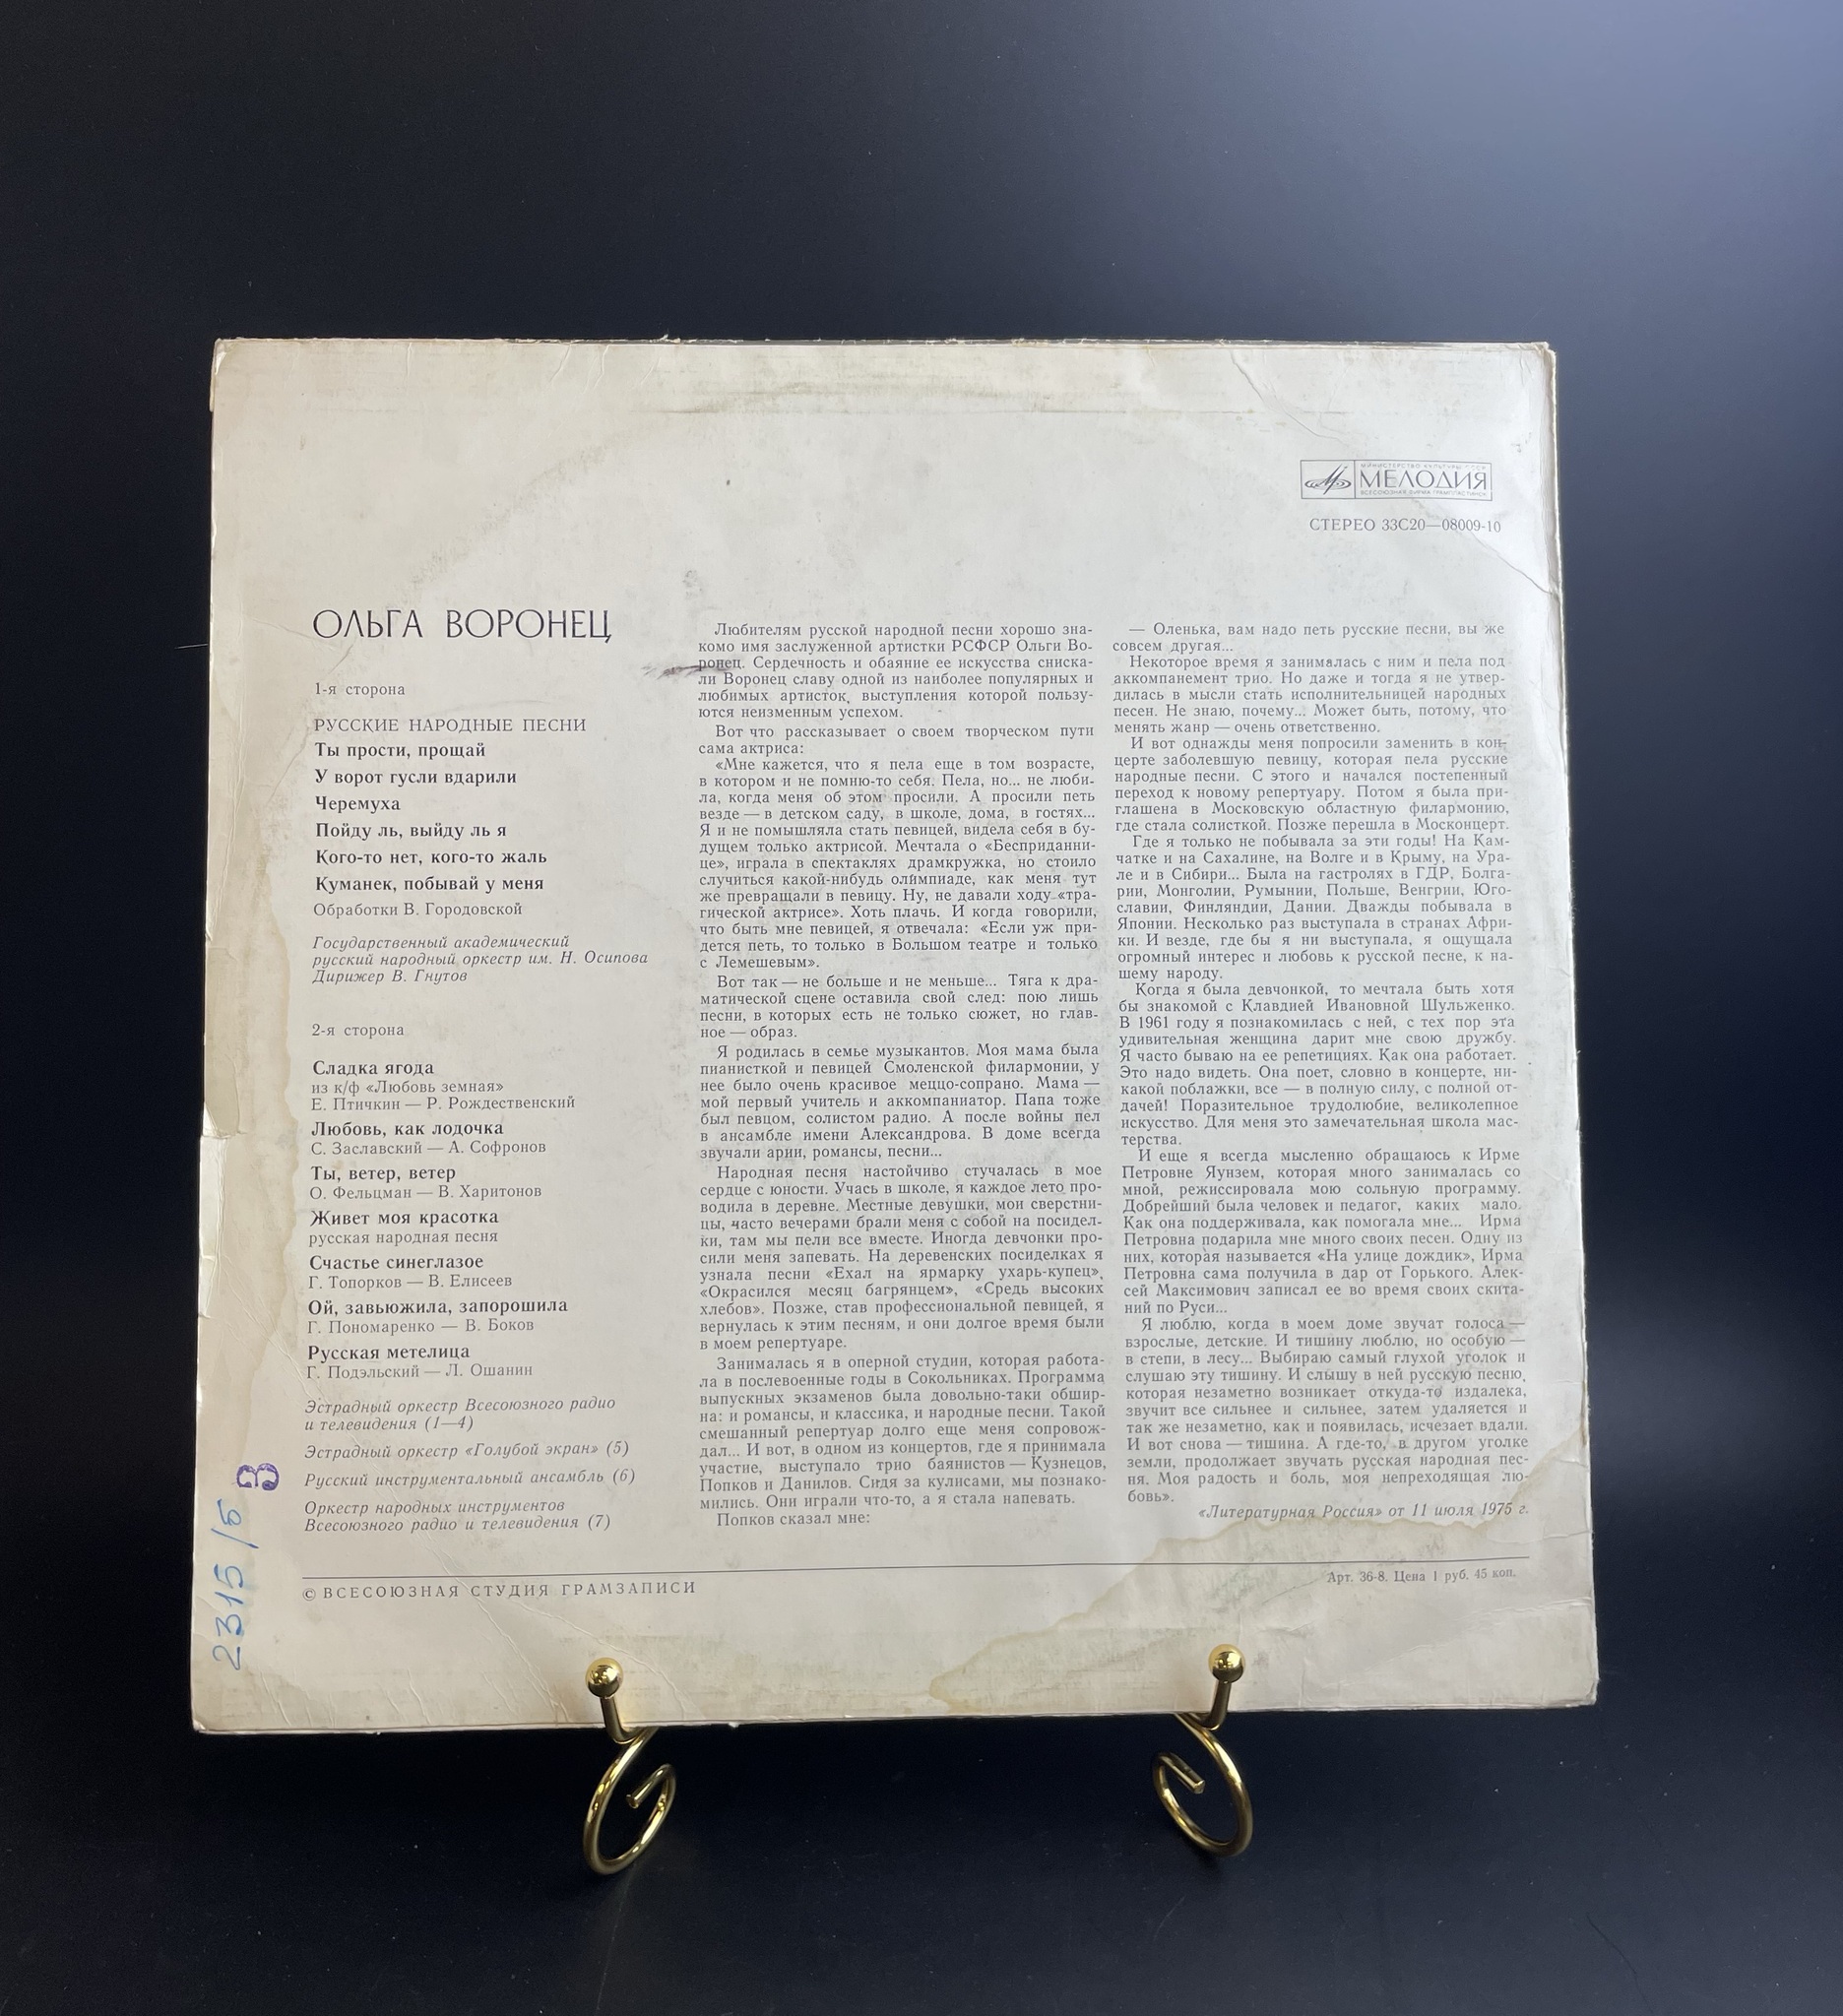 МИНИСТЕРСТВО КУЛЬТУРЫ СССР
МЕЛОДИЯ
ВСЕСОЮЗНАЯ ФИРМА ГРАМПЛАСТИНОК
СТЕРЕО 33С20—08009-10
ОЛЬГА ВОРОНЕЦ
1-я сторона
РУССКИЕ НАРОДНЫЕ ПЕСНИ
Ты прости, прощай
У ворот гусли вдарили
Черемуха
Пойду ль, выйду ль я
Кого-то нет, кого-то жаль
Куманек, побывай у меня
Обработки В. Городовской
Государственный академический
русский народный оркестр им. Н. Осипова
Дирижер В. Гнутов
2-я сторона
Сладка ягода
из к/ф «Любовь земная»
Е. Птичкин — Р. Рождественский
Любовь, как лодочка
С. Заславский — А. Софронов
Ты, ветер, ветер
О. Фельцман — В. Харитонов
Живет моя красотка
русская народная песня
Счастье синеглазое
Г. Топорков — В. Елисеев
Ой, завьюжила, запорошила
Г. Пономаренко — В. Боков
Русская метелица
Г. Подэльский — Л. Ошанин
Эстрадный оркестр Всесоюзного радио
и телевидения (1—4)
Эстрадный оркестр «Голубой экран» (5)
Русский инструментальный ансамбль (6)
Оркестр народных инструментов
Всесоюзного радио и телевидения (7)
Любителям русской народной песни хорошо зна-
комо имя заслуженной артистки РСФСР Ольги Во-
ронец. Сердечность и обаяние ее искусства сниска-
ли Воронец славу одной из наиболее популярных и
любимых артисток, выступления которой пользу-
ются неизменным успехом.
Вот что рассказывает о своем творческом пути
сама актриса:
«Мне кажется, что я пела еще в том возрасте,
в котором и не помню-то себя. Пела, но... не люби-
ла, когда меня об этом просили. А просили петь
везде — в детском саду, в школе, дома, в гостях...
Я и не помышляла стать певицей, видела себя в бу-
дущем только актрисой. Мечтала о «Бесприданни-
це», играла в спектаклях драмкружка, но стоило
случиться какой-нибудь олимпиаде, как меня тут
же превращали в певицу. Ну, не давали ходу «тра-
гической актрисе». Хоть плачь. И когда говорили,
что быть мне певицей, я отвечала: «Если уж при-
дется петь, то только в Большом театре и только
с Лемешевым».
Вот так — не больше и не меньше... Тяга к дра-
матической сцене оставила свой след: пою лишь
песни, в которых есть не только сюжет, но глав-
ное — образ.
Я родилась в семье музыкантов. Моя мама была
пианисткой и певицей Смоленской филармонии, у
нее было очень красивое меццо-сопрано. Мама —
мой первый учитель и аккомпаниатор. Папа тоже
был певцом, солистом радио. А после войны пел
в ансамбле имени Александрова. В доме всегда
звучали арии, романсы, песни...
Народная песня настойчиво стучалась в мое
сердце с юности. Учась в школе, я каждое лето про-
водила в деревне. Местные девушки, мои сверстни-
цы, часто вечерами брали меня с собой на посидел-
ки, там мы пели все вместе. Иногда девчонки про-
сили меня запевать. На деревенских посиделках я
узнала песни «Ехал на ярмарку ухарь-купец»,
«Окрасился месяц багрянцем», «Средь высоких
хлебов». Позже, став профессиональной певицей, я
вернулась к этим песням, и они долгое время были
в моем репертуаре.
Занималась я в оперной студии, которая работа-
ла в послевоенные годы в Сокольниках. Программа
выпускных экзаменов была довольно-таки обшир-
на: и романсы, и классика, и народные песни. Такой
смешанный репертуар долго еще меня сопровож-
дал... И вот, в одном из концертов, где я принимала
участие, выступало трио баянистов — Кузнецов,
Попков и Данилов. Сидя за кулисами, мы познако-
мились. Они играли что-то, а я стала напевать.
Попков сказал мне:
— Оленька, вам надо петь русские песни, вы же
совсем другая...
Некоторое время я занималась с ним и пела под
аккомпанемент трио. Но даже и тогда я не утвер-
дилась в мысли стать исполнительницей народных
песен. Не знаю, почему... Может быть, потому, что
менять жанр — очень ответственно.
И вот однажды меня попросили заменить в кон-
церте заболевшую певицу, которая пела русские
народные песни. С этого и начался постепенный
переход к новому репертуару. Потом я была при-
глашена в Московскую областную филармонию,
где стала солисткой. Позже перешла в Москонцерт.
Где я только не побывала за эти годы! На Кам-
чатке и на Сахалине, на Волге и в Крыму, на Ура-
ле и в Сибири... Была на гастролях в ГДР, Болга-
рии, Монголии, Румынии, Польше, Венгрии, Юго-
славии, Финляндии, Дании. Дважды побывала в
Японии. Несколько раз выступала в странах Афри-
ки. И везде, где бы я ни выступала, я ощущала
огромный интерес и любовь к русской песне, к на-
шему народу.
Когда я была девчонкой, то мечтала быть хотя
бы знакомой с Клавдией Ивановной Шульженко.
В 1961 году я познакомилась с ней, с тех пор эта
удивительная женщина дарит мне свою дружбу.
Я часто бываю на ее репетициях. Как она работает.
Это надо видеть. Она поет, словно в концерте, ни-
какой поблажки, все — в полную силу, с полной от-
дачей! Поразительное трудолюбие, великолепное
искусство. Для меня это замечательная школа мас-
терства.
И еще я всегда мысленно обращаюсь к Ирме
Петровне Яунзем, которая много занималась со
мной, режиссировала мою сольную программу.
Добрейший была человек и педагог, каких мало.
Как она поддерживала, как помогала мне... Ирма
Петровна подарила мне много своих песен. Одну из
них, которая называется «На улице дождик», Ирма
Петровна сама получила в дар от Горького. Алек-
сей Максимович записал ее во время своих скита-
ний по Руси...
Я люблю, когда в моем доме звучат голоса —
взрослые, детские. И тишину люблю, но особую —
в степи, в лесу... Выбираю самый глухой уголок и
слушаю эту тишину. И слышу в ней русскую песню,
которая незаметно возникает откуда-то издалека,
звучит все сильнее и сильнее, затем удаляется и
так же незаметно, как и появилась, исчезает вдали.
И вот снова — тишина. А где-то, в другом уголке
земли, продолжает звучать русская народная пес-
ня. Моя радость и боль, моя непреходящая лю-
бовь».
«Литературная Россия» от 11 июля 1975 г.
3
2315/5
© ВСЕСОЮЗНАЯ СТУДИЯ ГРАМЗАПИСИ
Арт. 36-8. Цена 1 руб. 45 коп.